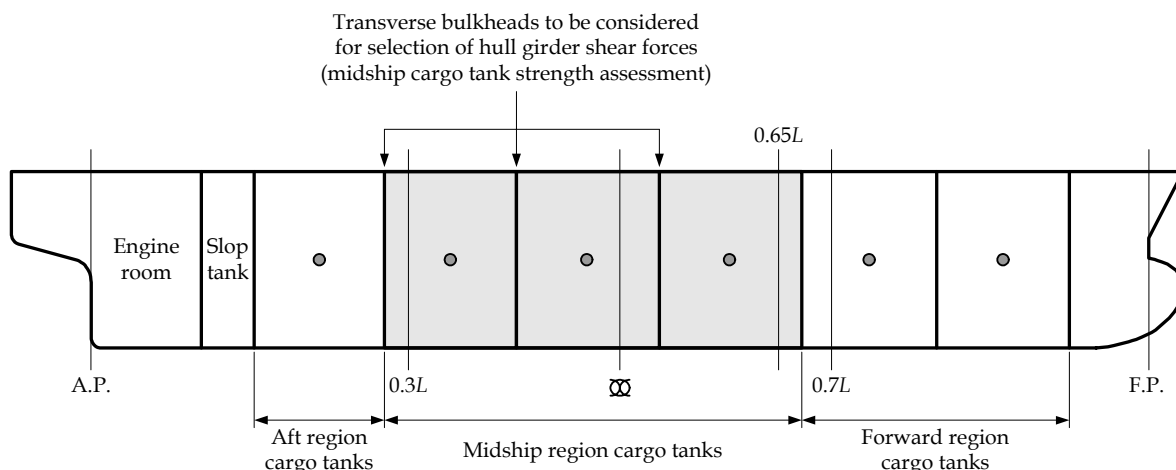 Transverse bulkheads to be considered
for selection of hull girder shear forces
(midship cargo tank strength assessment)
0.65L
Engine
room
Slop
tank
A.P.
0.3L
0.7L
F.P.
Aft region
cargo tanks
Midship region cargo tanks
Forward region
cargo tanks